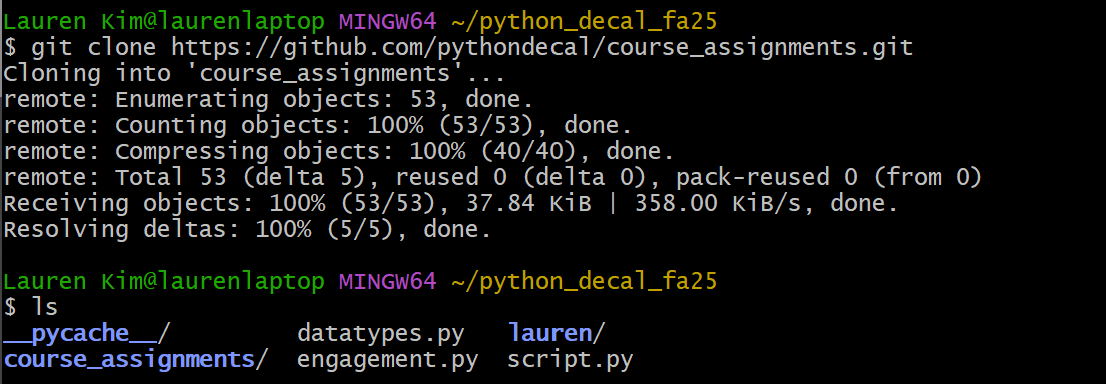 Lauren Kim@laurenlaptop MINGW64 ~/python_decal_fa25
$ git clone https://github.com/pythondecal/course_assignments.git
Cloning into 'course_assignments'...
remote: Enumerating objects: 53, done.
remote: Counting objects: 100% (53/53), done.
remote: Compressing objects: 100% (40/40), done.
remote: Total 53 (delta 5), reused 0 (delta 0), pack-reused 0 (from 0)
Receiving objects: 100% (53/53), 37.84 KiB | 358.00 KiB/s, done.
Resolving deltas: 100% (5/5), done.
Lauren Kim@laurenlaptop MINGW64 ~/python_decal_fa25
$ ls
__pycache__/ datatypes.py lauren/
course_assignments/ engagement.py script.py